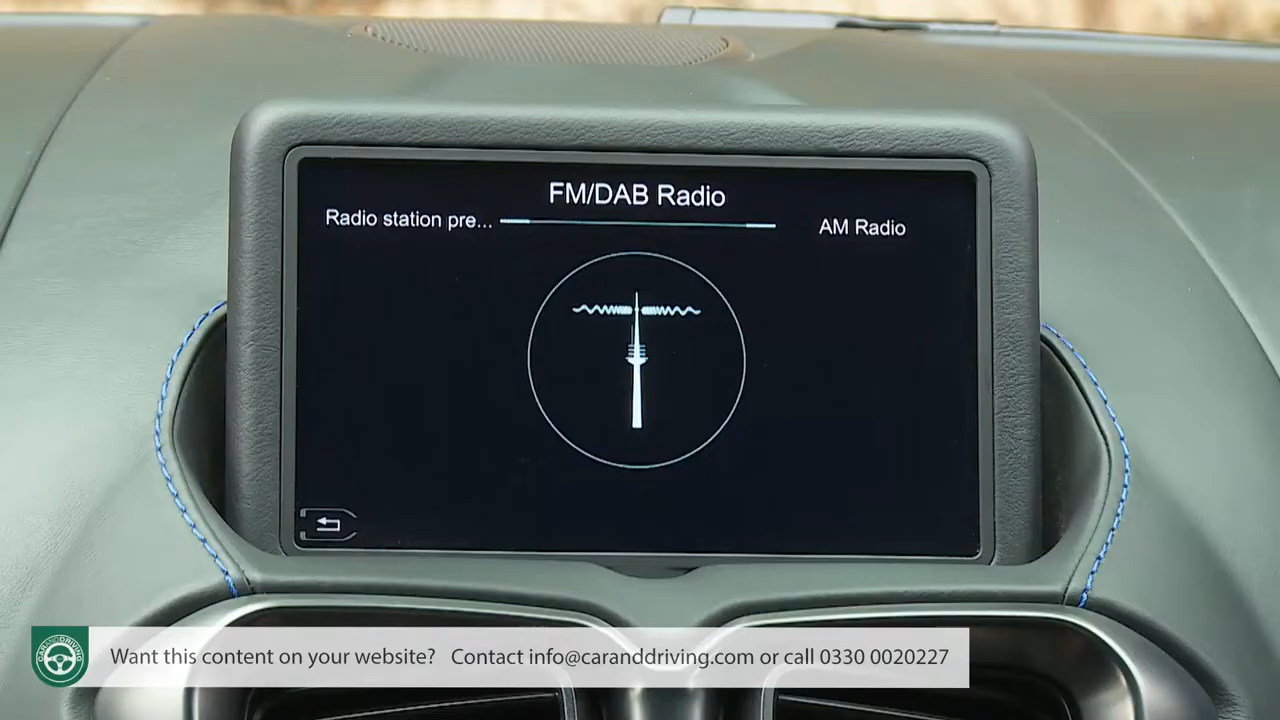 FM/DAB Radio
Radio station pre...
AM Radio
CARANDDRIVING
Want this content on your website? Contact info@caranddriving.com or call 0330 0020227